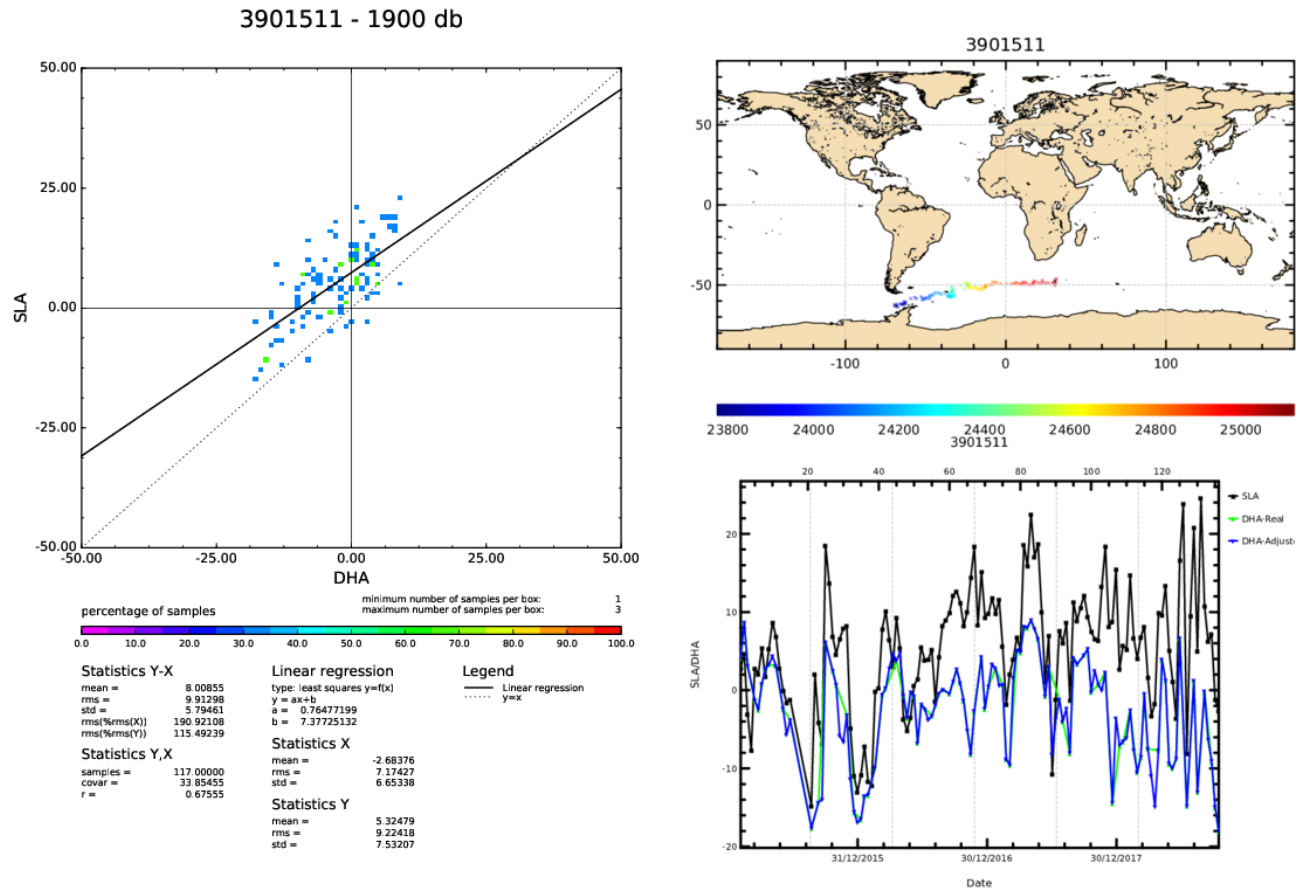 3901511 - 1900 db
50.00
25.00
0.00
-25.00
-50.00
SLA
-50.00 -25.00 0.00 25.00 50.00
DHA
percentage of samples
minimum number of samples per box: 1
maximum number of samples per box: 3
0.0 10.0 20.0 30.0 40.0 50.0 60.0 70.0 80.0 90.0 100.0
Statistics Y-X
mean = 8.00855
rms = 9.91298
std = 5.79461
rms(%rms(X)) 190.92108
rms(%rms(Y)) 115.49239
Statistics Y,X
samples = 117.00000
covar = 33.85455
r = 0.67555
Linear regression
type: least squares y=f(x)
y = ax+b
a = 0.76477199
b = 7.37725132
Statistics X
mean = -2.68376
rms = 7.17427
std = 6.65338
Statistics Y
mean = 5.32479
rms = 9.22418
std = 7.53207
Legend
Linear regression
y=x
3901511
50
0
-50
-100 0 100
23800 24000 24200 24400 24600 24800 25000
3901511
20 40 60 80 100 120
SLA
DHA-Real
DHA-Adjust
20
10
0
-10
-20
SLA/DHA
31/12/2015 30/12/2016 30/12/2017
Date